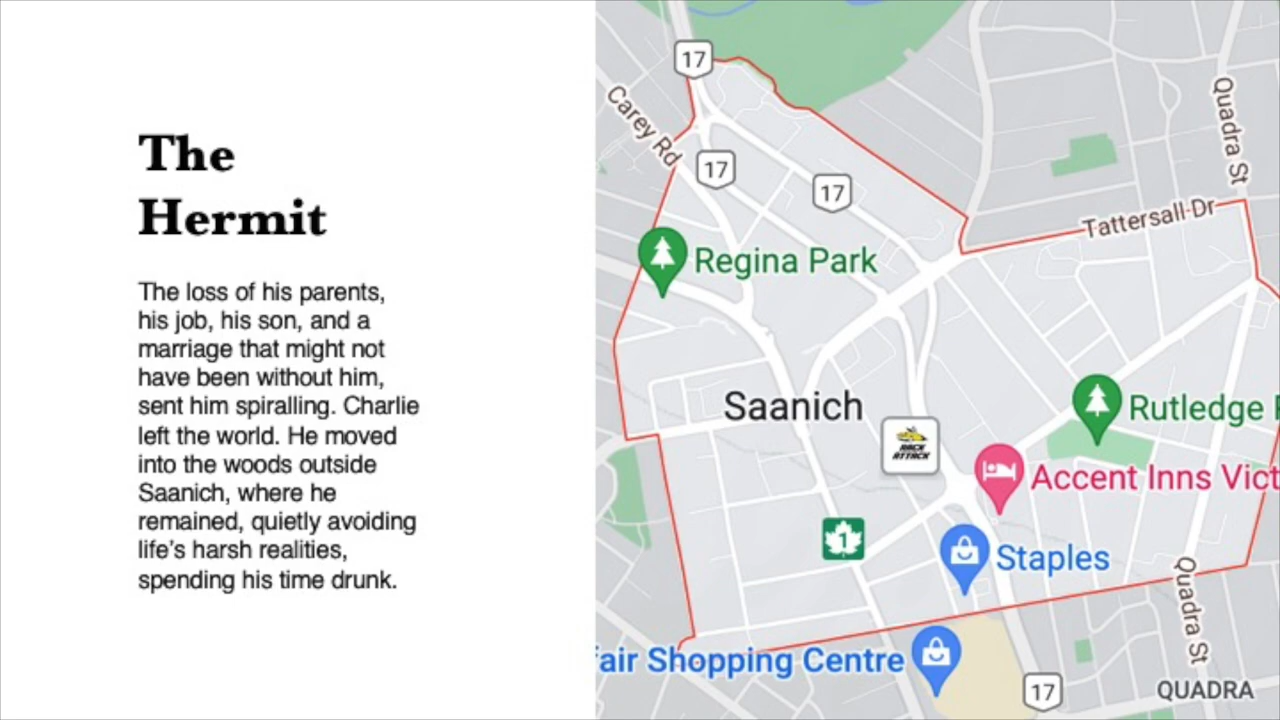 The
Hermit
The loss of his parents,
his job, his son, and a
marriage that might not
have been without him,
sent him spiralling. Charlie
left the world. He moved
into the woods outside
Saanich, where he
remained, quietly avoiding
life’s harsh realities,
spending his time drunk.
17
Carey Rd
17
17
Quadra St
Tattersall Dr
Regina Park
Saanich
Rutledge
RACK
ATTACK
Accent Inns Vict
1
Staples
Quadra St
fair Shopping Centre
17
QUADRA